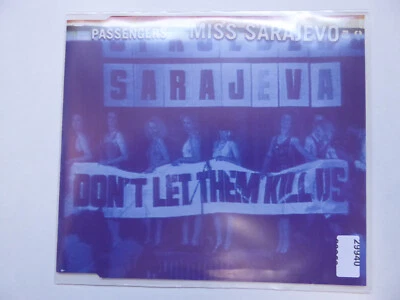 PASSENGERS MISS SARAJEVO
SARAJEVA
DON'T LET THEM KILL US
29940